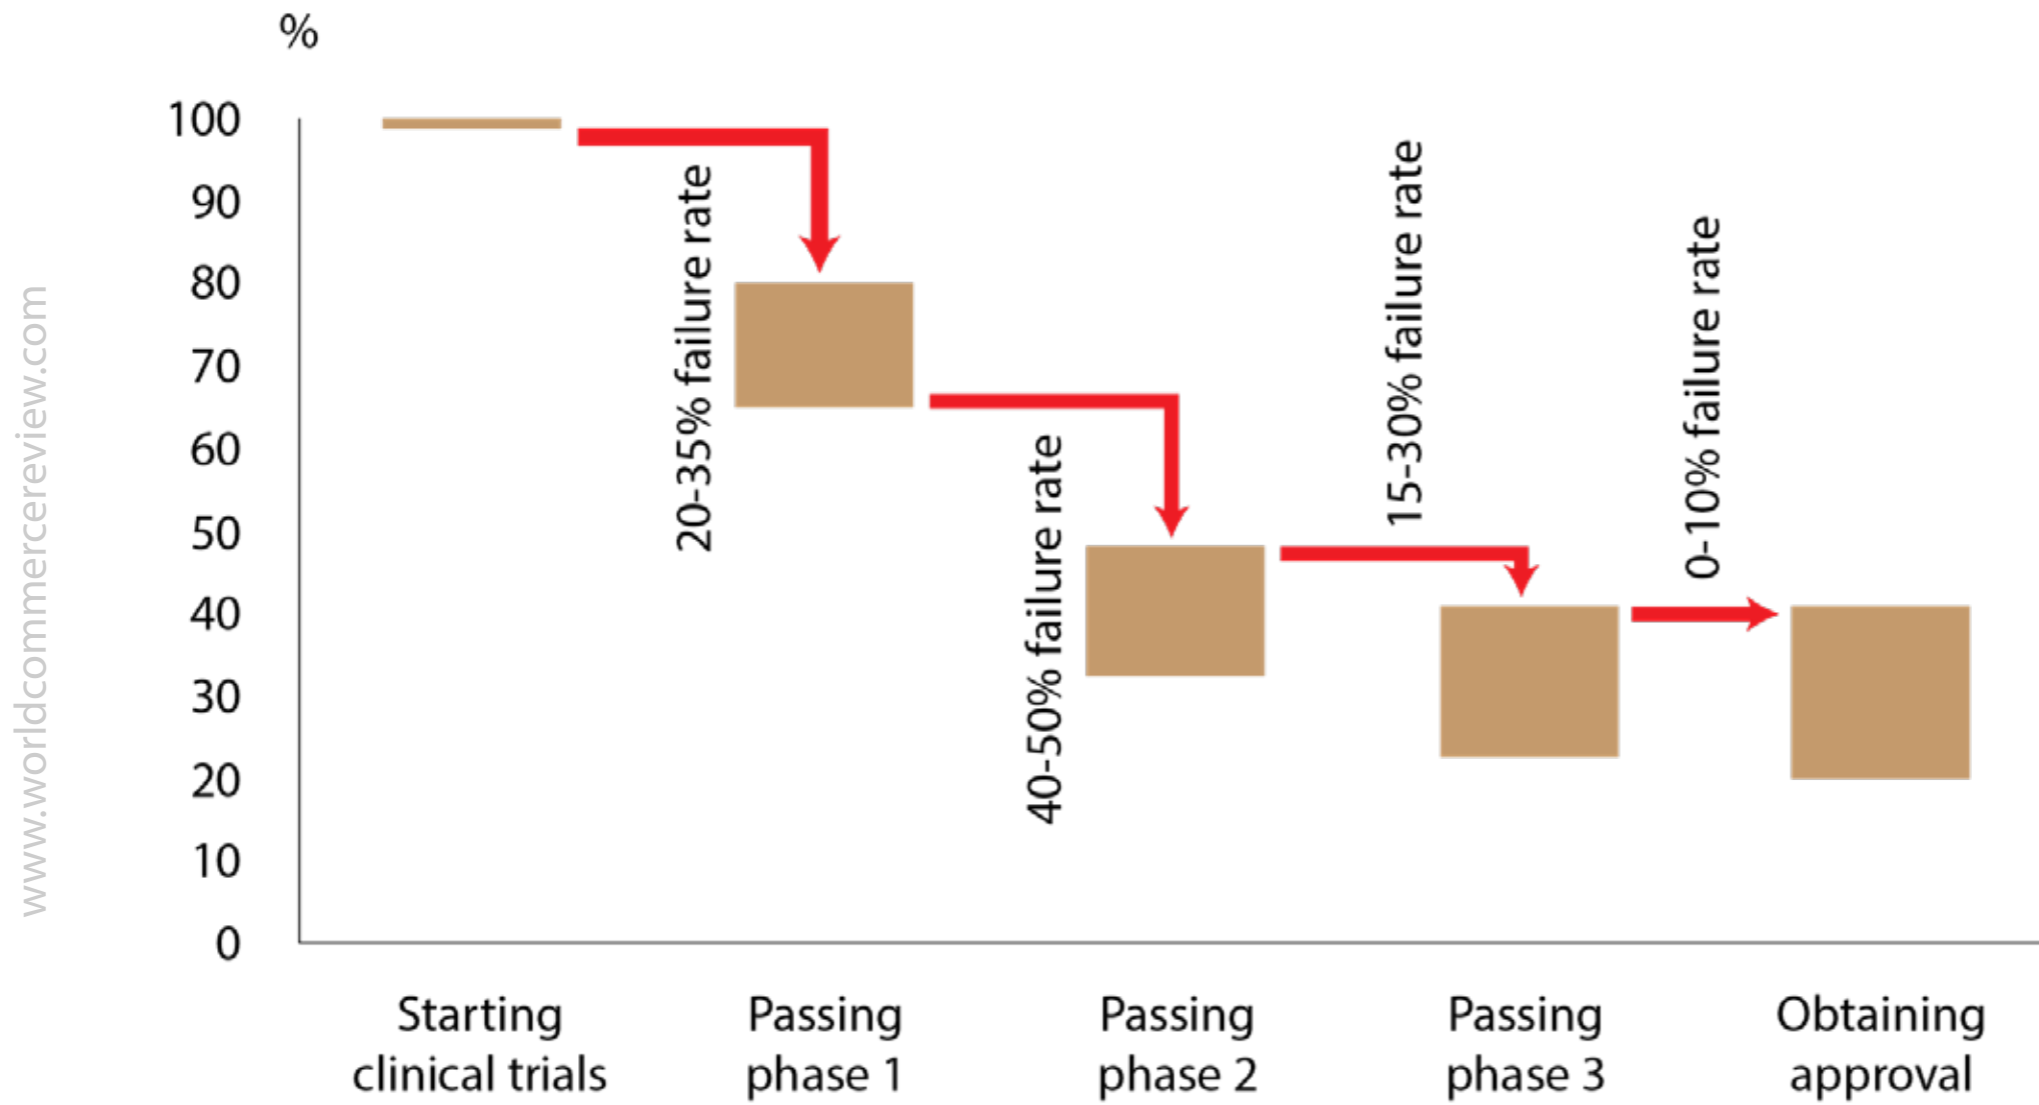 %
100
90
80
70
60
50
40
30
20
10
0
20-35% failure rate
40-50% failure rate
15-30% failure rate
0-10% failure rate
Starting
clinical trials
Passing
phase 1
Passing
phase 2
Passing
phase 3
Obtaining
approval
www.worldcommercereview.com